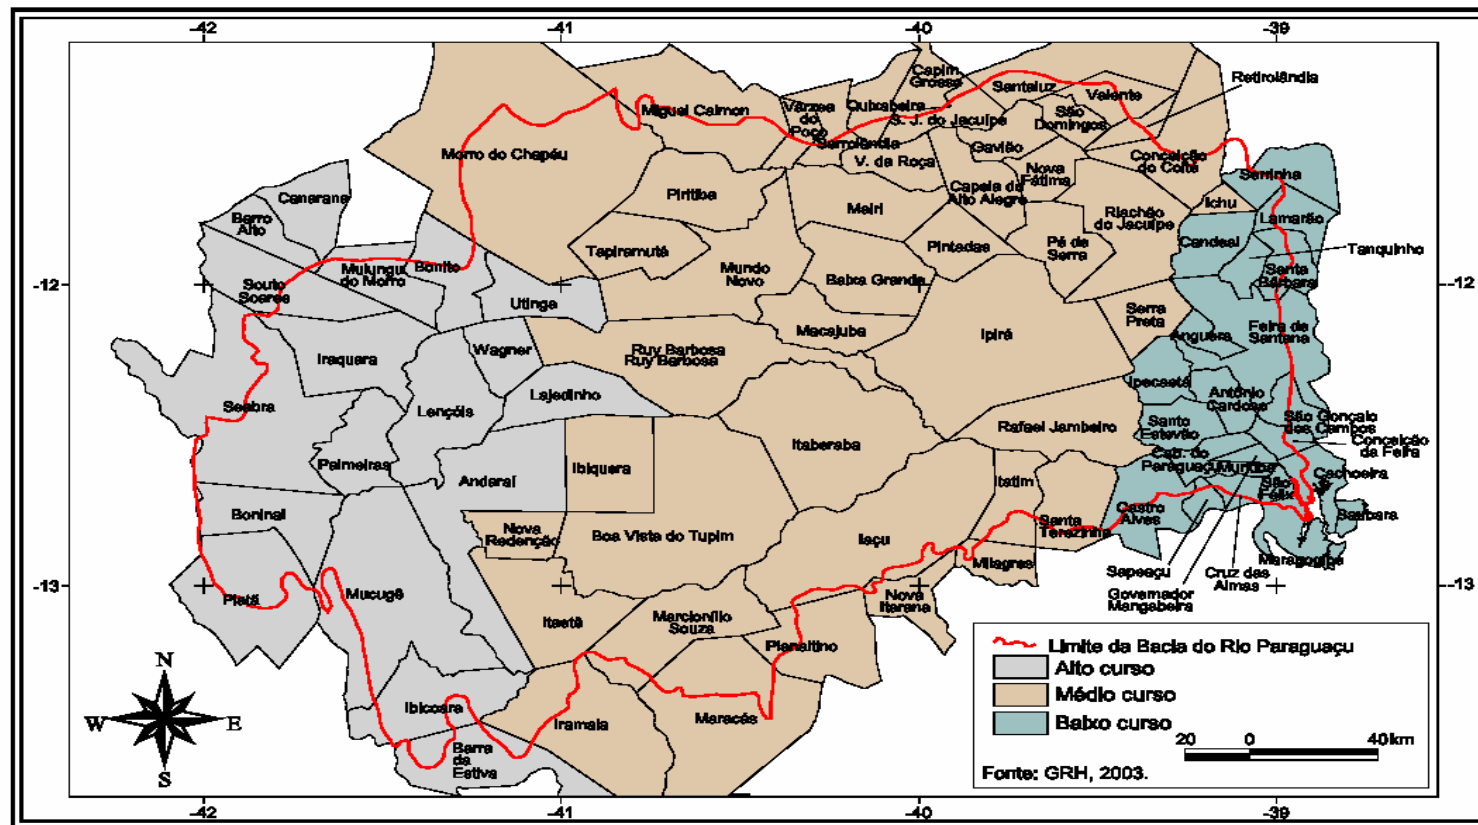 -42
-41
-40
-39
Capim
Grosso
Santaluz
Retirolândia
Valente
Miguel Calmon
Várzea
do
Poço
Quixabeira
S. J. do Jacuípe
São
Domingos
Serrolândia
Gavião
V. da Roça
Morro do Chapéu
Conceição
do Coité
Nova
Fátima
Serrinha
Piritiba
Capela do
Alto Alegre
Ichu
Canarana
Mairi
Riachão
do Jacuípe
Lamarão
Barro
Alto
Candeal
Tapiramutá
Pintadas
Pé de
Serra
Tanquinho
Mulungu
do Morro
Bonito
Mundo
Novo
Baixa Grande
Santa
Bárbara
-12
Souto
Soares
-12
Utinga
Serra
Preta
Macajuba
Ipirá
Anguera
Feira de
Santana
Iraquara
Wagner
Ruy Barbosa
Ruy Barbosa
Ipecaetá
Seabra
Lençóis
Lajedinho
Antônio
Cardoso
São Gonçalo
dos Campos
Santo
Estevão
Rafael Jambeiro
Itaberaba
Conceição
da Feira
Palmeiras
Ibiquera
Cab. do
Paraguaçu
Muritiba
Cachoeira
Andaraí
Itatim
São
Félix
Boninal
Castro
Alves
Saubara
Nova
Redenção
Boa Vista do Tupim
Iaçu
Santa
Terezinha
Maragogipe
Milagres
Sapeaçu
Cruz das
Almas
Governador
Mangabeira
-13
Piatã
Mucugê
Nova
Itarana
-13
Itaetê
Marcionílio
Souza
Planaltino
Ibicoara
Iramaia
Maracás
Barra
da
Estiva
N
W
E
S
Limite da Bacia do Rio Paraguaçu
Alto curso
Médio curso
Baixo curso
20
0
40km
Fonte: GRH, 2003.
-42
-41
-40
-39